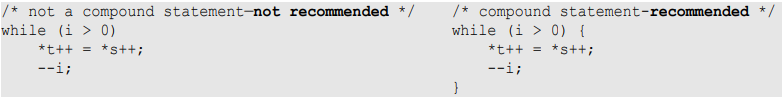 /* not a compound statement—not recommended */
while (i > 0)
    *t++ = *s++;
    --i;
/* compound statement-recommended */
while (i > 0) {
    *t++ = *s++;
    --i;
}